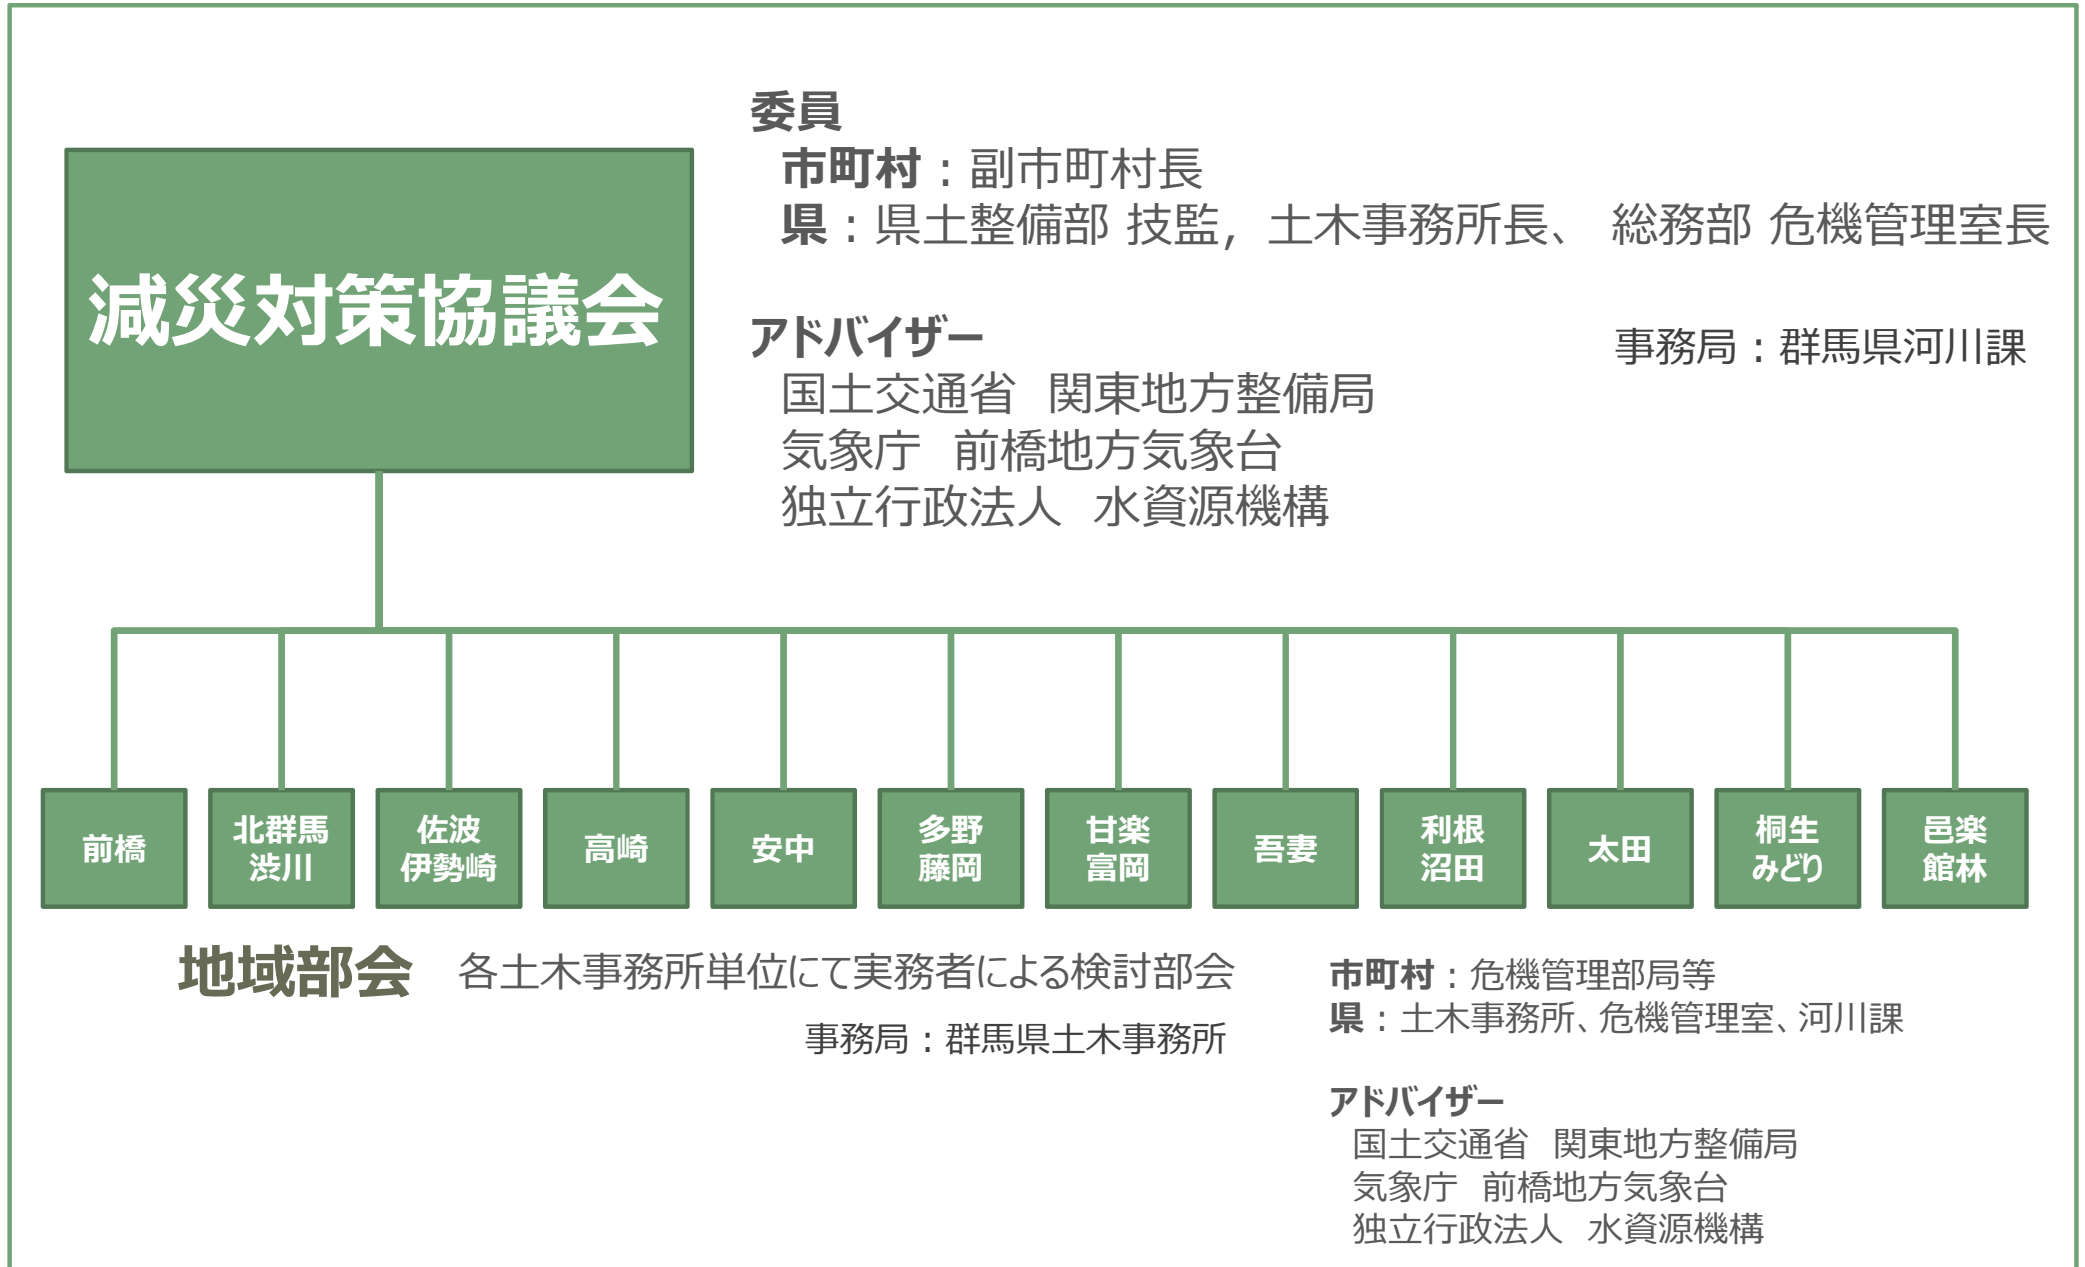 減災対策協議会
委員
市町村：副市町村長
県：県土整備部 技監, 土木事務所長、 総務部 危機管理室長
アドバイザー
国土交通省　関東地方整備局
気象庁　前橋地方気象台
独立行政法人　水資源機構
事務局：群馬県河川課
前橋
北群馬
渋川
佐波
伊勢崎
高崎
安中
多野
藤岡
甘楽
富岡
吾妻
利根
沼田
太田
桐生
みどり
邑楽
館林
地域部会
各土木事務所単位にて実務者による検討部会
事務局：群馬県土木事務所
市町村：危機管理部局等
県：土木事務所、危機管理室、河川課
アドバイザー
国土交通省　関東地方整備局
気象庁　前橋地方気象台
独立行政法人　水資源機構